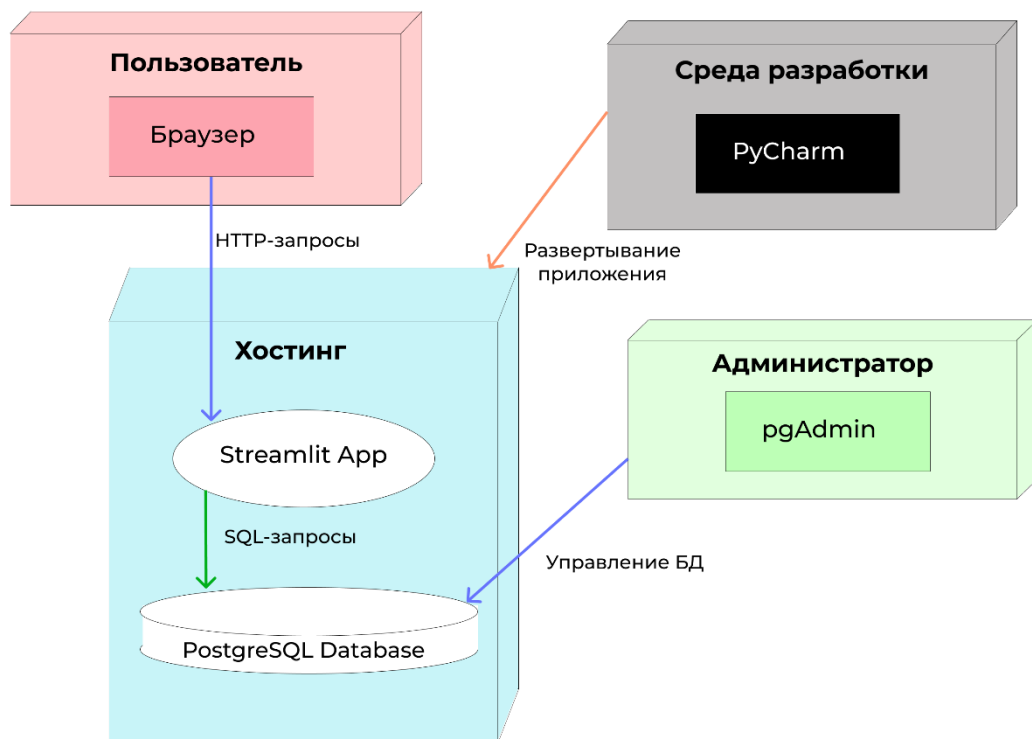 Пользователь
Браузер
Среда разработки
PyCharm
HTTP-запросы
Развертывание
приложения
Хостинг
Администратор
pgAdmin
Streamlit App
SQL-запросы
Управление БД
PostgreSQL Database